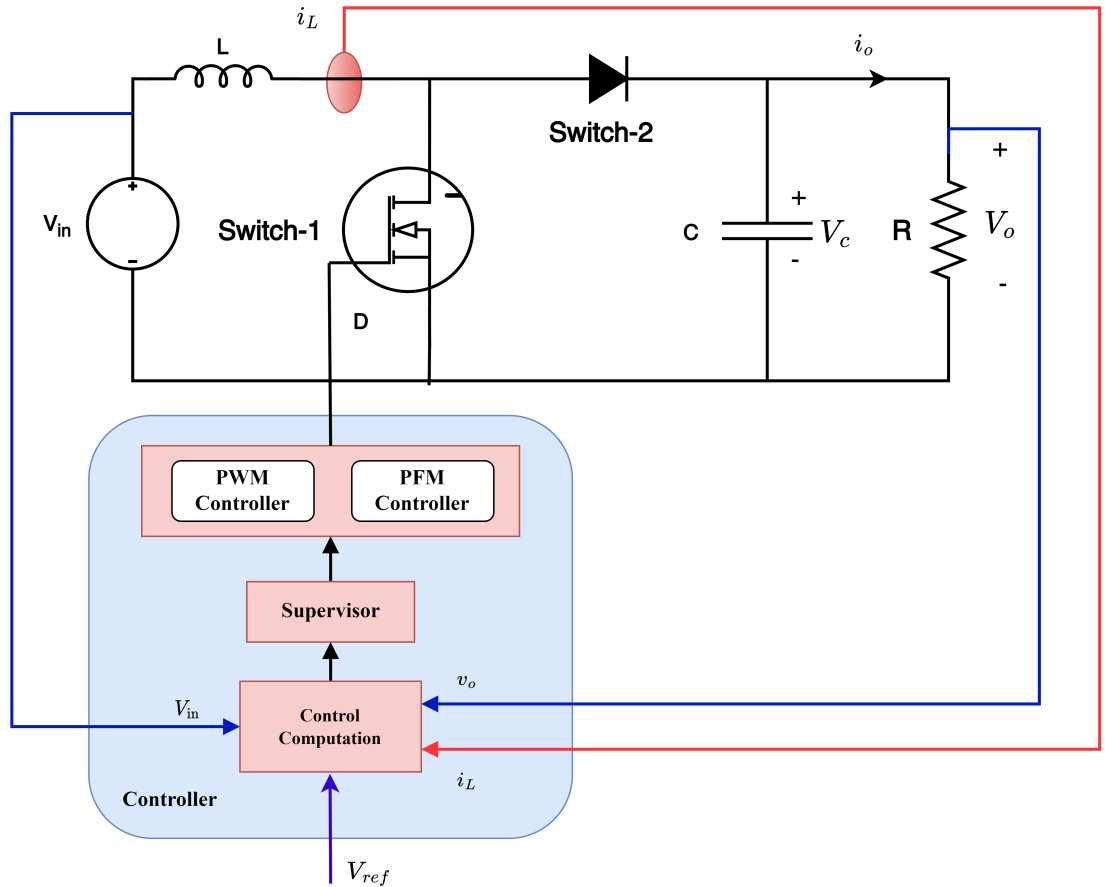 i_L
L
i_o
Switch-2
+
+
+
V_in
Switch-1
C
V_c
R
V_o
-
-
-
D
PWM
Controller
PFM
Controller
Supervisor
v_o
V_in
Control
Computation
i_L
Controller
V_ref